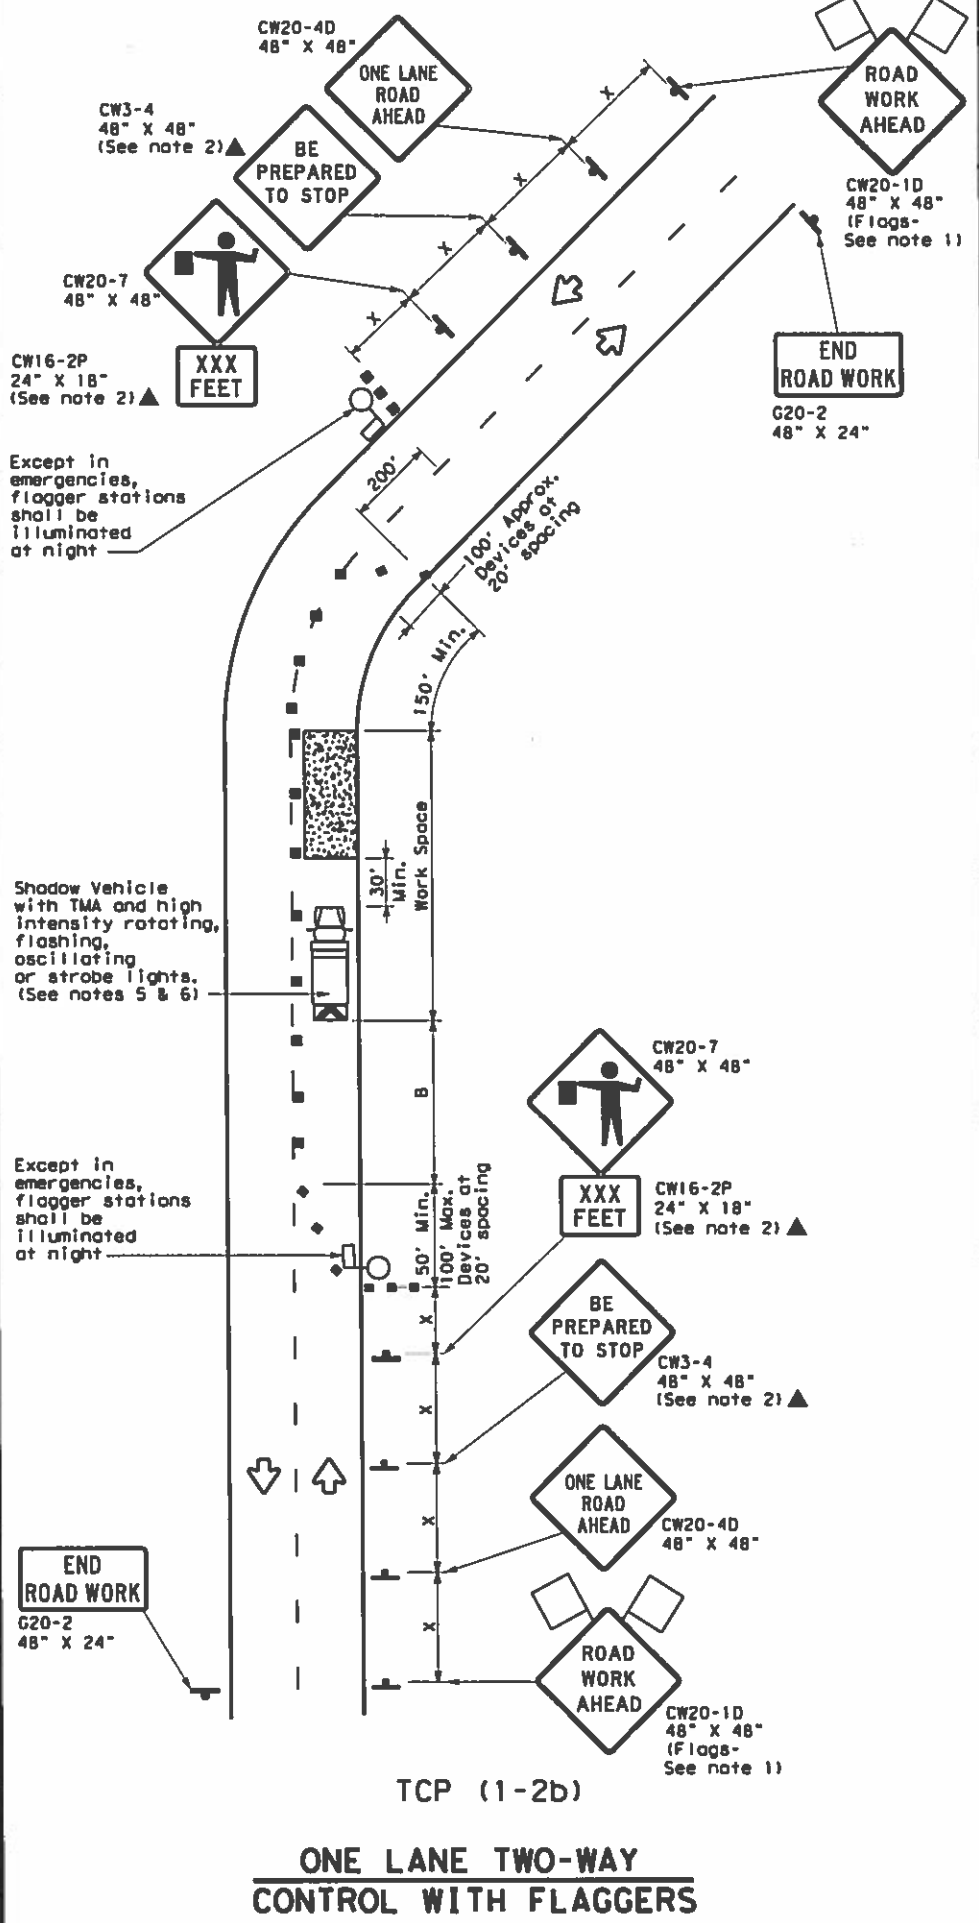 CW20-4D
48" X 48"
ONE LANE
ROAD
AHEAD
ROAD
WORK
AHEAD
CW20-1D
48" X 48"
(Flags-
See note 1)
CW3-4
48" X 48"
(See note 2)▲
BE
PREPARED
TO STOP
CW20-7
48" X 48"
CW16-2P
24" X 18"
(See note 2)▲
XXX
FEET
X
X
X
X
END
ROAD WORK
G20-2
48" X 24"
Except in
emergencies,
flagger stations
shall be
illuminated
at night
200'
100' Approx.
Devices at
20' spacing
150' Min.
Work Space
30'
Min.
Shadow Vehicle
with TMA and high
intensity rotating,
flashing,
oscillating
or strobe lights.
(See notes 5 & 6)
B
CW20-7
48" X 48"
XXX
FEET
CW16-2P
24" X 18"
(See note 2)▲
Except in
emergencies,
flagger stations
shall be
illuminated
at night
50' Min.
100' Max.
Devices at
20' spacing
X
X
X
X
BE
PREPARED
TO STOP
CW3-4
48" X 48"
(See note 2)▲
ONE LANE
ROAD
AHEAD
CW20-4D
48" X 48"
END
ROAD WORK
G20-2
48" X 24"
ROAD
WORK
AHEAD
CW20-1D
48" X 48"
(Flags-
See note 1)
TCP (1-2b)
ONE LANE TWO-WAY
CONTROL WITH FLAGGERS